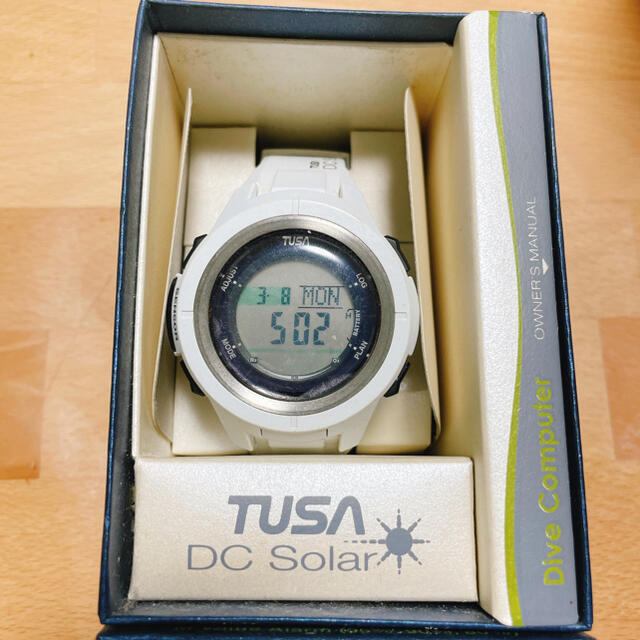 TUSA
ADJUST
LOG
3-8 MON
502
BATTERY
MODE
PLAN
TUSA
DC Solar
OWNER'S MANUAL
Dive Computer